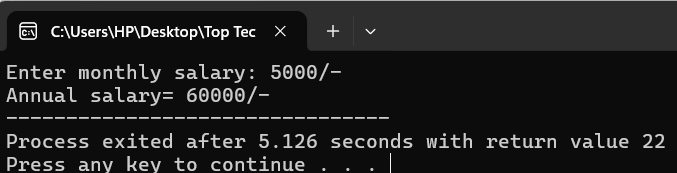 C:\Users\HP\Desktop\Top Tec
Enter monthly salary: 5000/-
Annual salary= 60000/-
--------------------------------
Process exited after 5.126 seconds with return value 22
Press any key to continue . . .